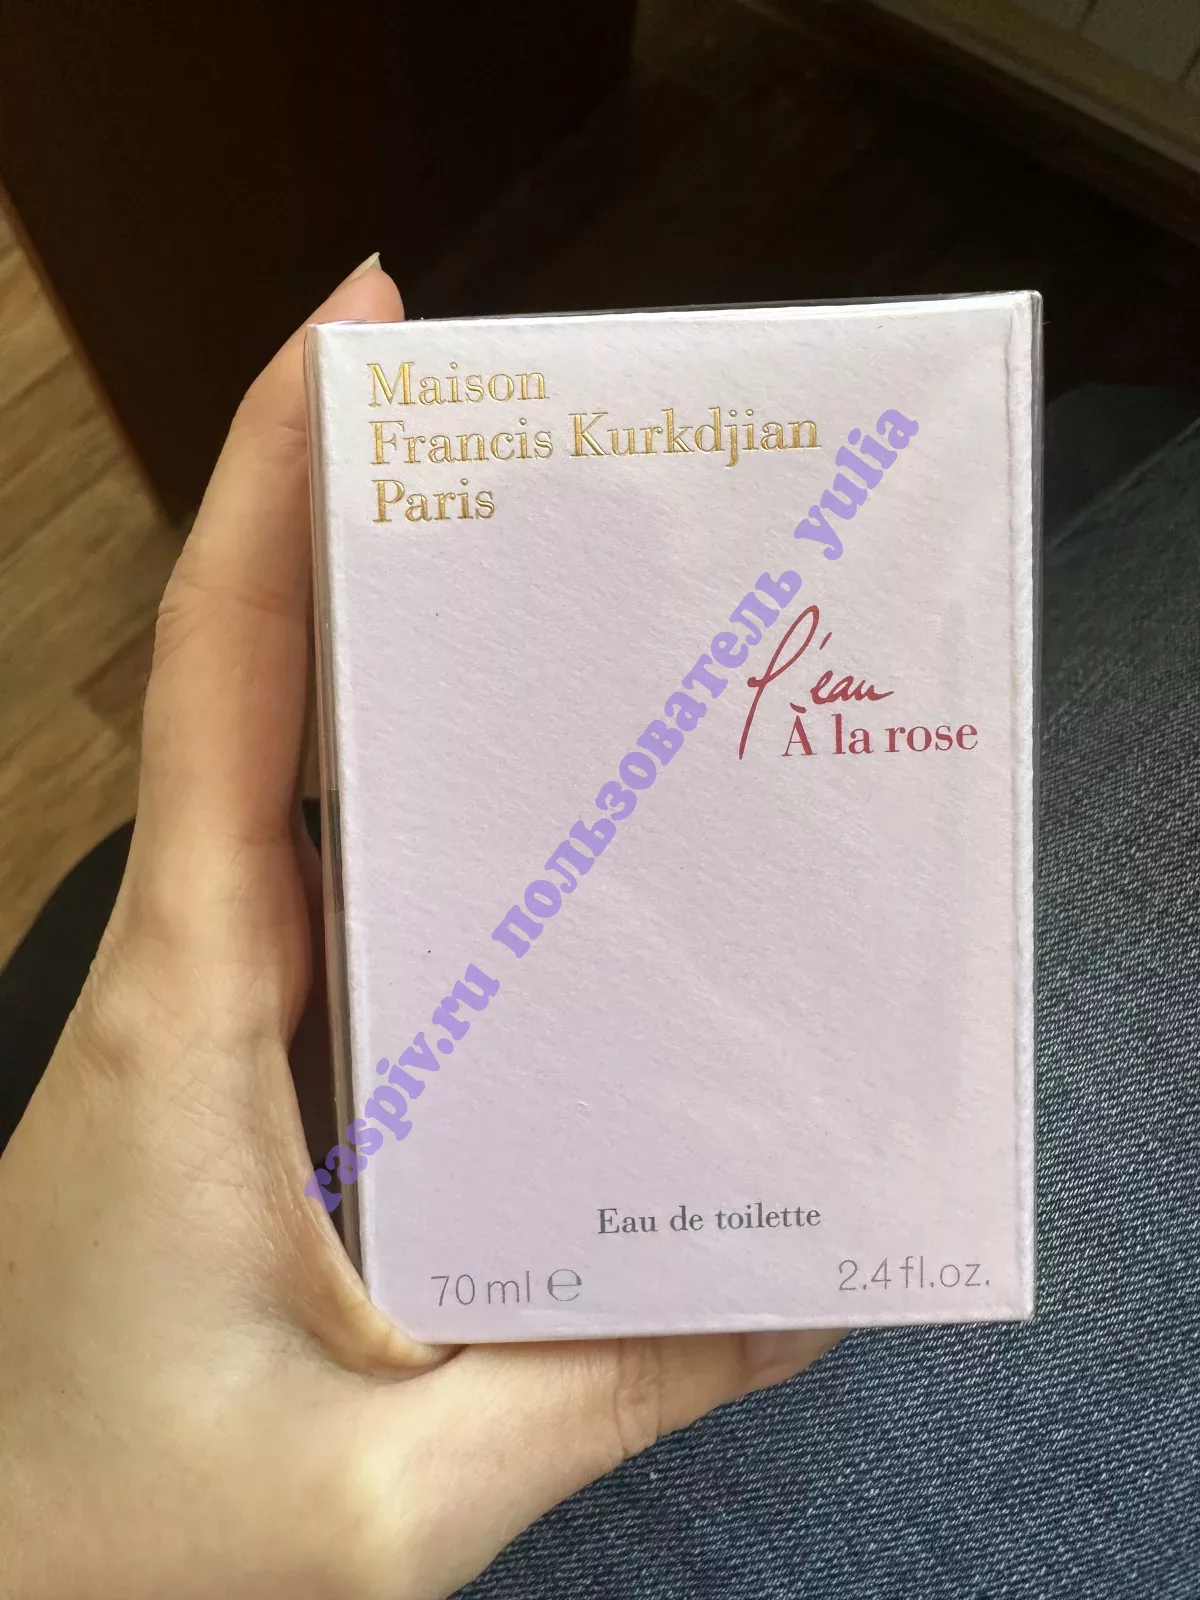 Maison
Francis Kurkdjian
Paris
l'eau
À la rose
raspiv.ru пользователь yulia
Eau de toilette
70 ml ℮
2.4 fl.oz.